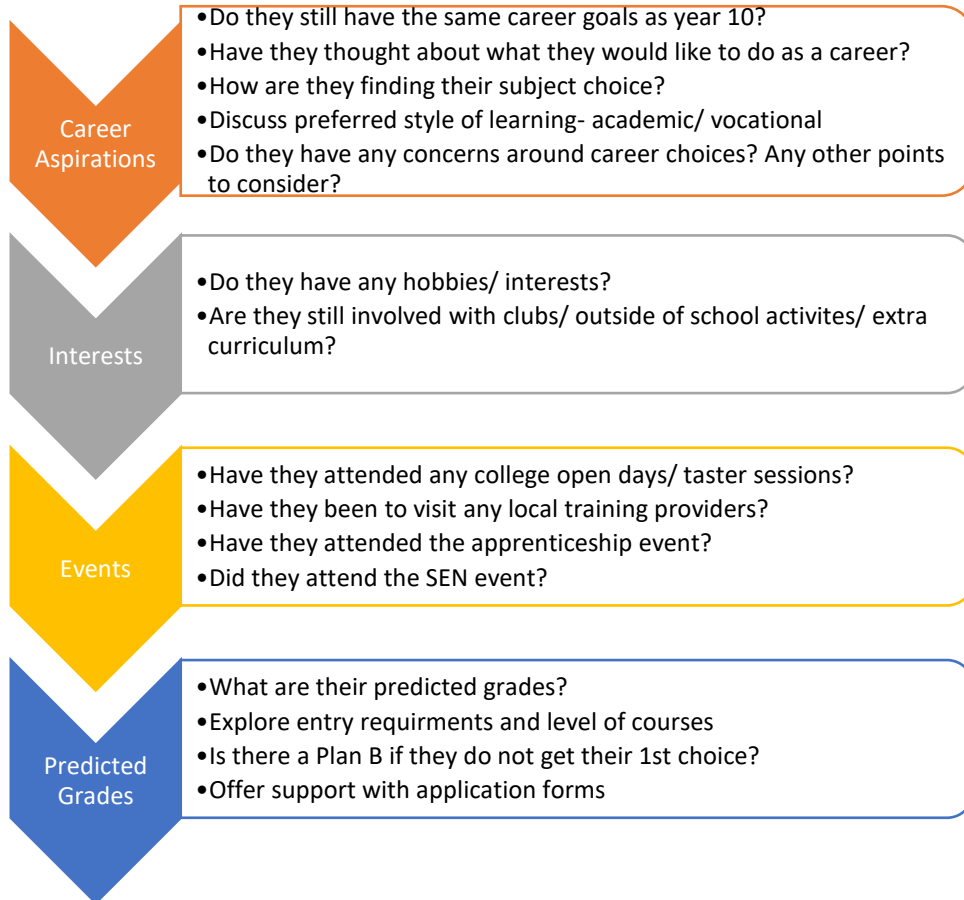 Career
Aspirations
•Do they still have the same career goals as year 10?
•Have they thought about what they would like to do as a career?
•How are they finding their subject choice?
•Discuss preferred style of learning- academic/ vocational
•Do they have any concerns around career choices? Any other points
to consider?
Interests
•Do they have any hobbies/ interests?
•Are they still involved with clubs/ outside of school activites/ extra
curriculum?
Events
•Have they attended any college open days/ taster sessions?
•Have they been to visit any local training providers?
•Have they attended the apprenticeship event?
•Did they attend the SEN event?
Predicted
Grades
•What are their predicted grades?
•Explore entry requirments and level of courses
•Is there a Plan B if they do not get their 1st choice?
•Offer support with application forms